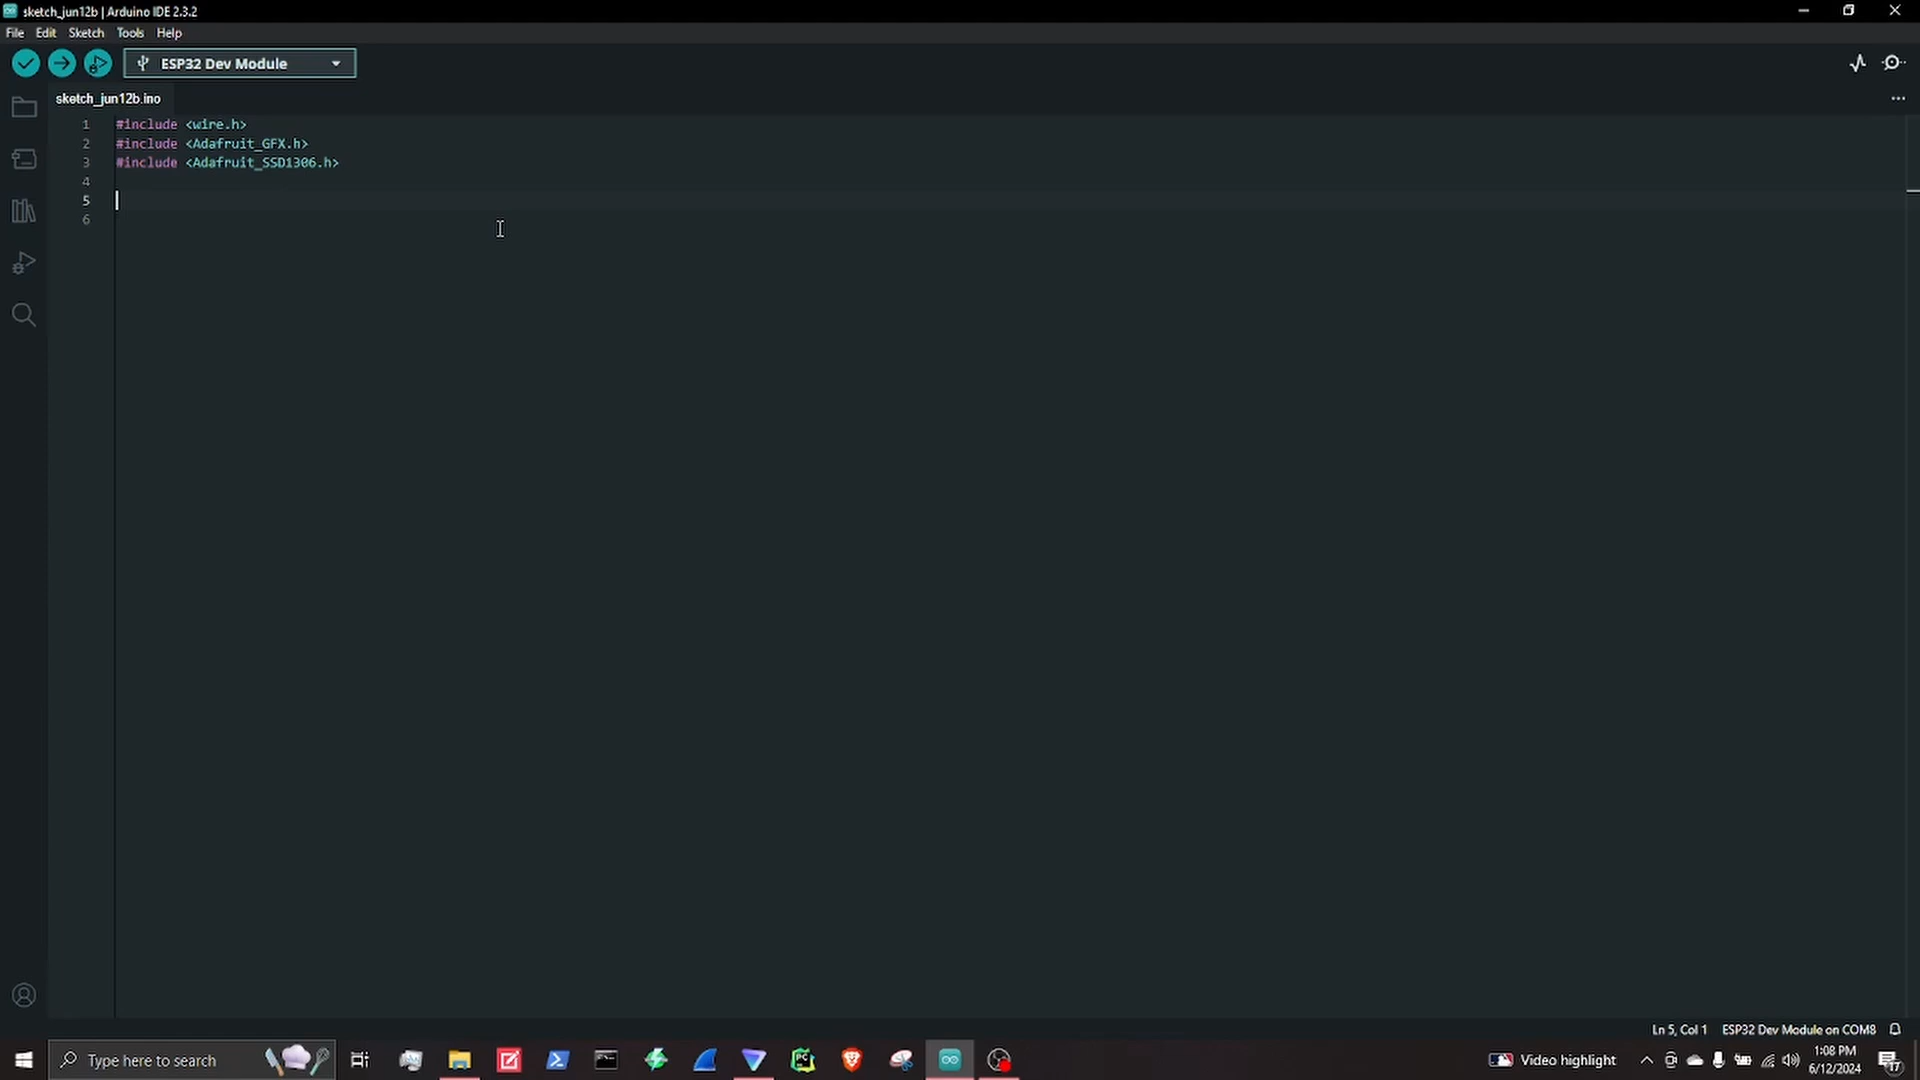 sketch_jun12b | Arduino IDE 2.3.2
File Edit Sketch Tools Help
ESP32 Dev Module
sketch_jun12b.ino
1 #include <wire.h>
2 #include <Adafruit_GFX.h>
3 #include <Adafruit_SSD1306.h>
4
5
6
Ln 5, Col 1 ESP32 Dev Module on COM8
Type here to search
PC
Video highlight
1:08 PM
6/12/2024
17